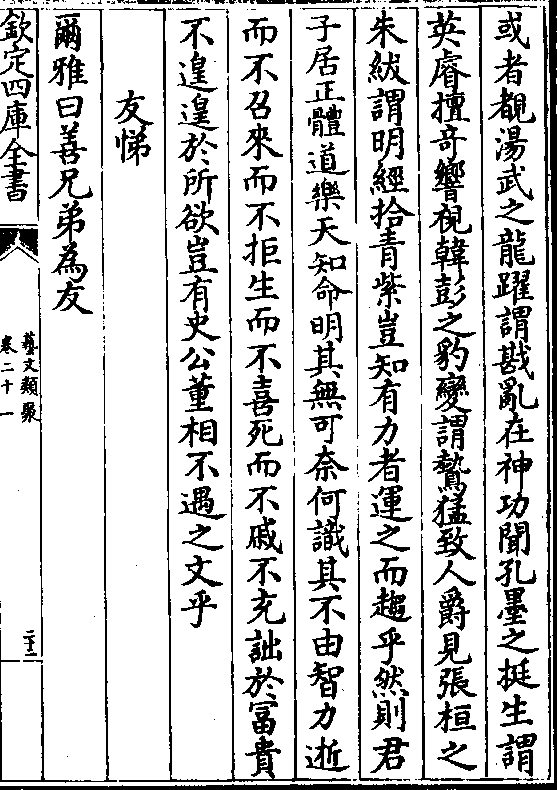 或者覩湯武之龍躍謂戡亂在神功聞孔墨之挺生謂
英睿擅奇響視韓彭之豹變謂鷙猛致人爵見張桓之
朱紱謂明經拾青紫豈知有力者運之而趨乎然則君
子居正體道樂天知命明其無可奈何識其不由智力逝
而不召來而不拒生而不喜死而不慼不充詘於冨貴
不遑遑於所欲豈有史公董相不遇之文乎
友悌
爾雅曰善兄弟為友
欽定四庫全書
藝文類聚
卷二十一
二十三